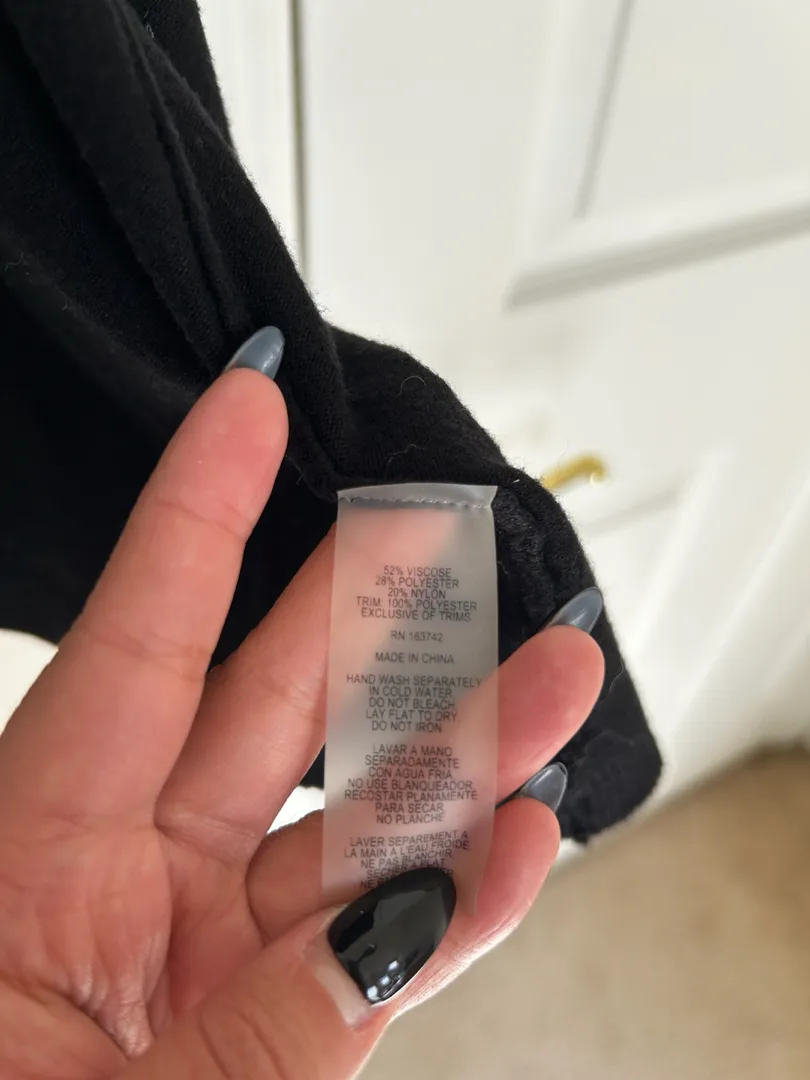 52% VISCOSE
28% POLYESTER
20% NYLON
TRIM: 100% POLYESTER
EXCLUSIVE OF TRIMS
RN 163742
MADE IN CHINA
HAND WASH SEPARATELY
IN COLD WATER
DO NOT BLEACH
LAY FLAT TO DRY
DO NOT IRON
LAVAR A MANO
SEPARADAMENTE
CON AGUA FRIA
NO USE BLANQUEADOR
RECOSTAR PLANAMENTE
PARA SECAR
NO PLANCHE
LAVER SEPAREMENT A
LA MAIN A L'EAU FROIDE
NE PAS BLANCHIR
SECHER A PLAT
NE